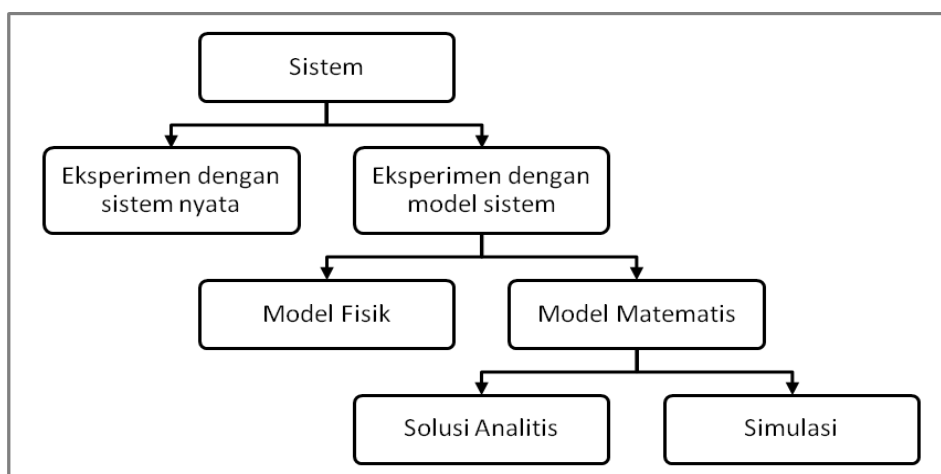 Sistem
Eksperimen dengan
sistem nyata
Eksperimen dengan
model sistem
Model Fisik
Model Matematis
Solusi Analitis
Simulasi